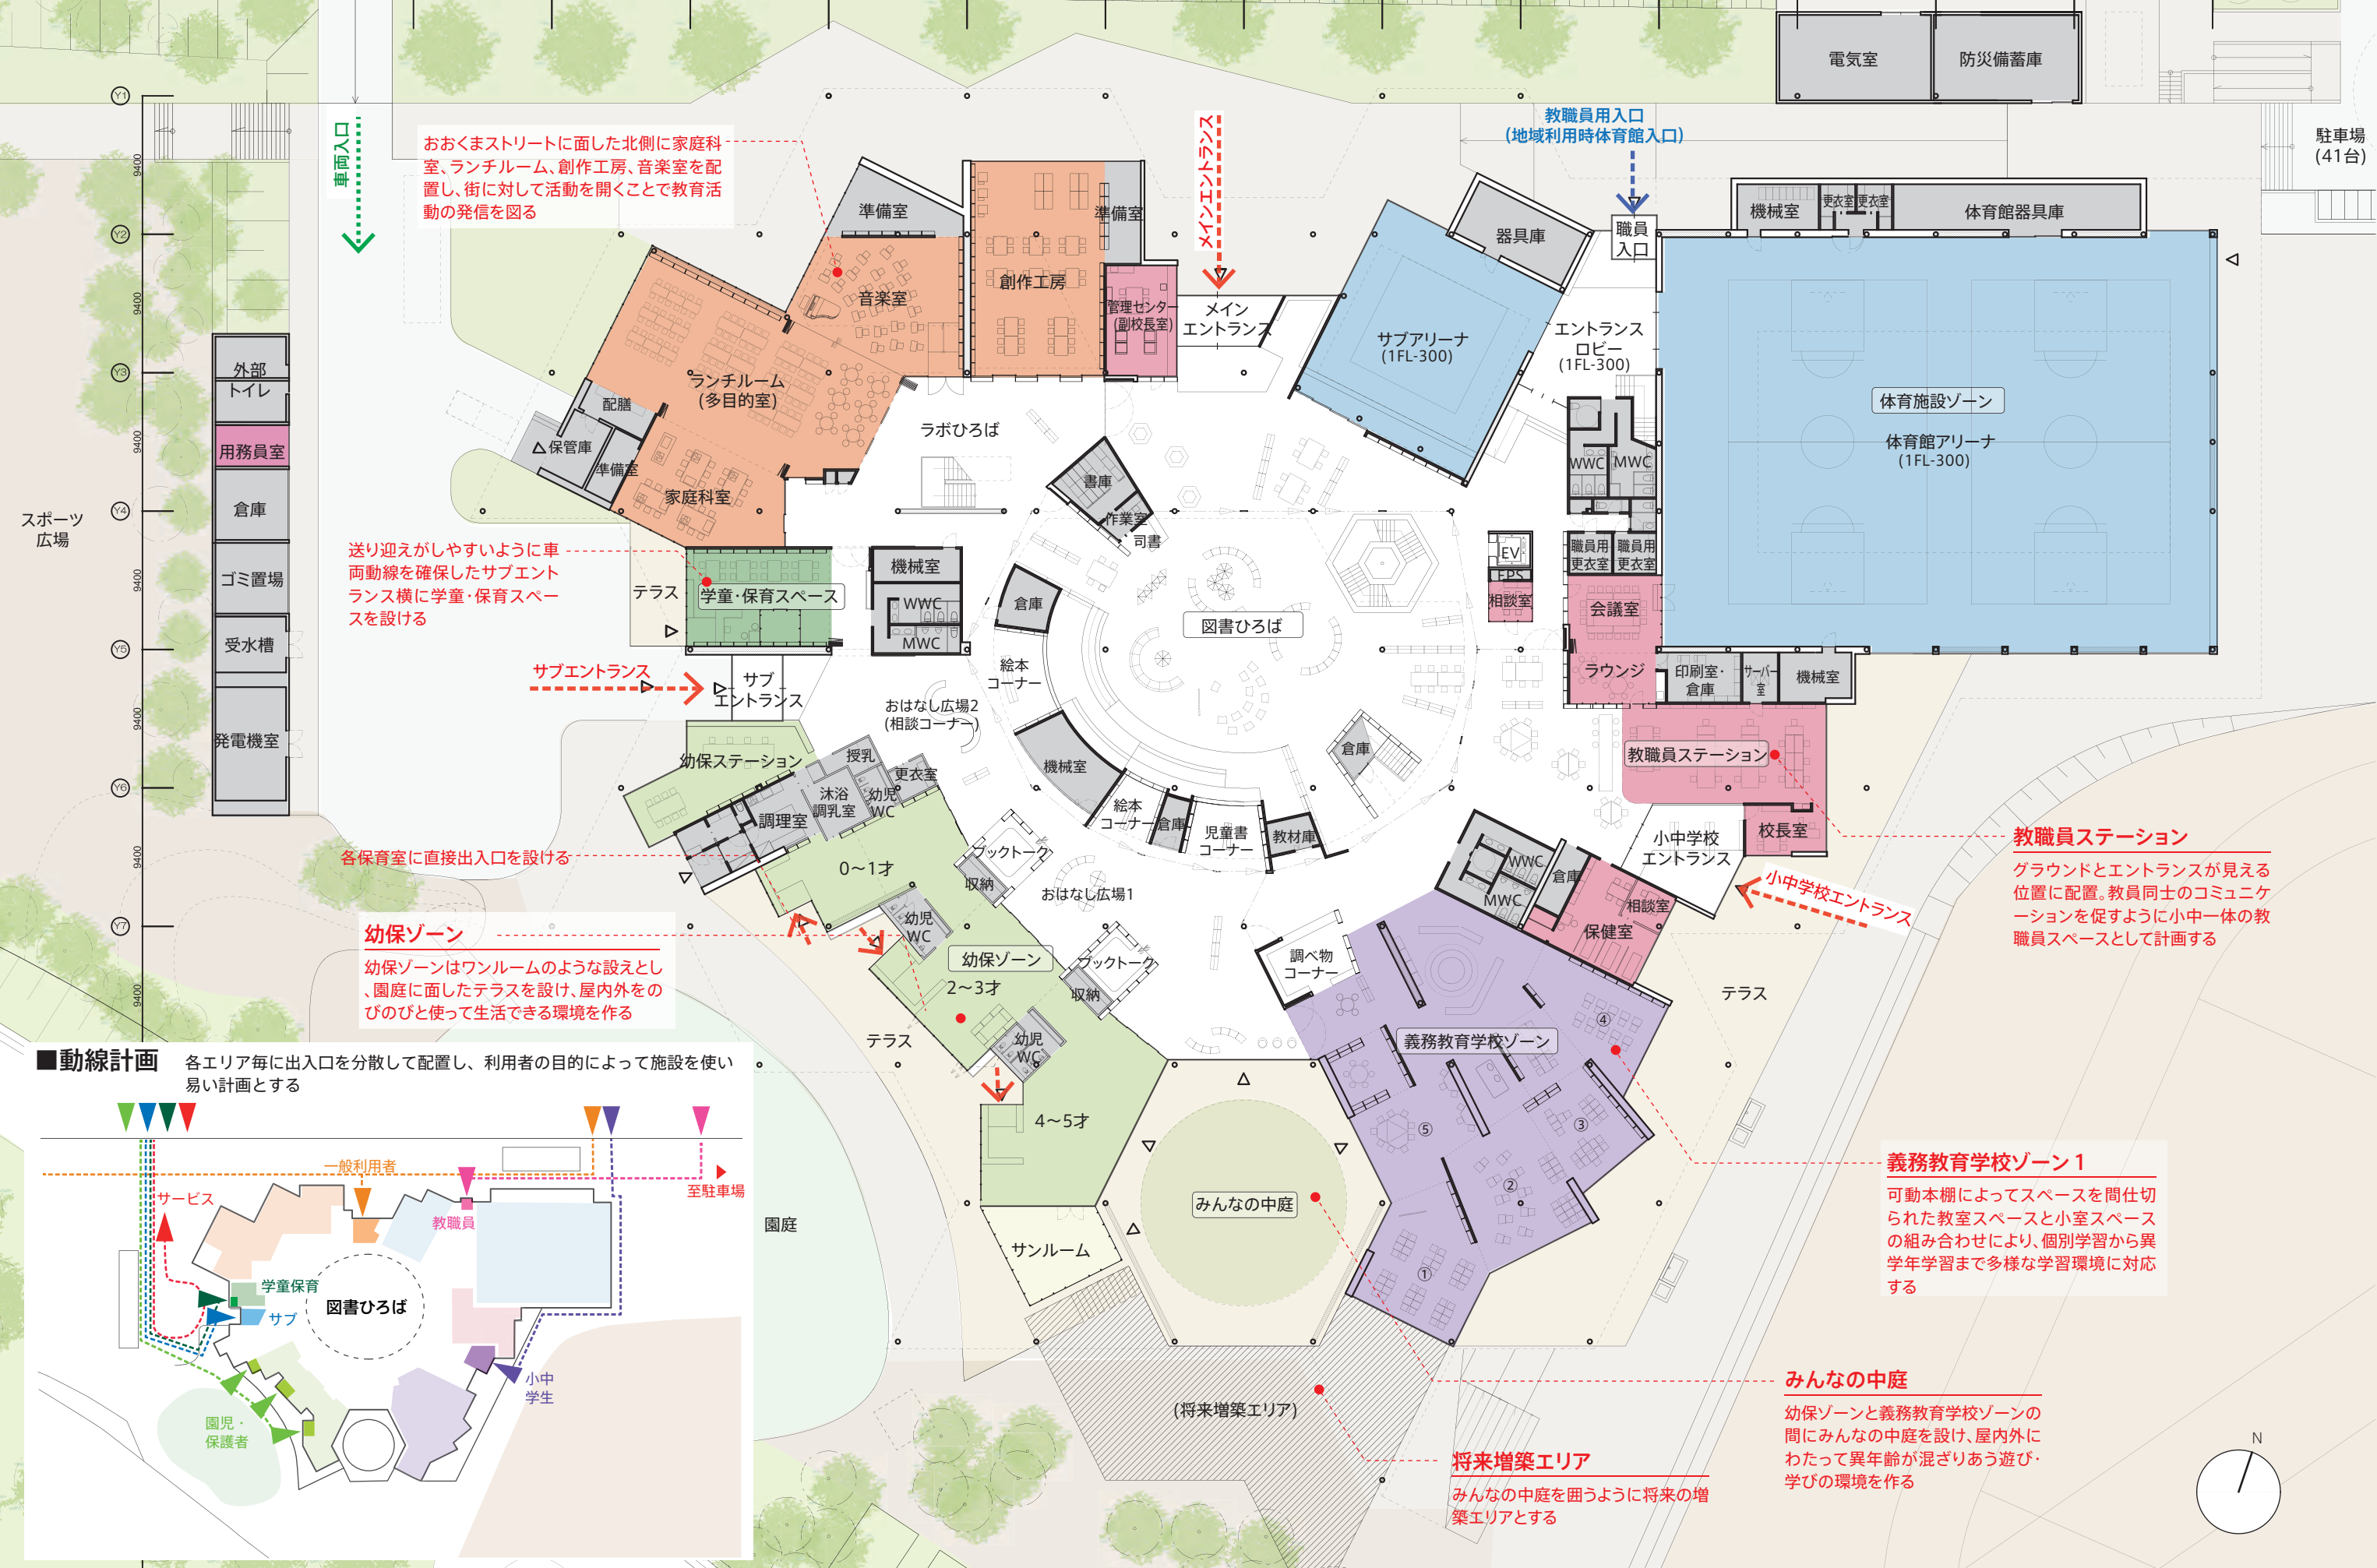 電気室
防災備蓄庫
駐車場
(41台)
Y1
Y2
Y3
Y4
Y5
Y6
Y7
9400
9400
9400
9400
9400
9400
9400
車両入口
おおくまストリートに面した北側に家庭科
室、ランチルーム、創作工房、音楽室を配
置し、街に対して活動を開くことで教育活
動の発信を図る
メインエントランス
教職員用入口
(地域利用時体育館入口)
準備室
準備室
音楽室
創作工房
管理センター
(副校長室)
メイン
エントランス
サブアリーナ
(1FL-300)
器具庫
職員
入口
エントランス
ロビー
(1FL-300)
機械室
更衣室
更衣室
体育館器具庫
体育施設ゾーン
体育館アリーナ
(1FL-300)
外部
トイレ
用務員室
倉庫
ゴミ置場
受水槽
発電機室
スポーツ
広場
ランチルーム
(多目的室)
配膳
保管庫
準備室
家庭科室
ラボひろば
書庫
作業室
司書
WWC
MWC
職員用
更衣室
職員用
更衣室
EV
EPS
相談室
会議室
ラウンジ
印刷室・
倉庫
サーバー
室
機械室
送り迎えがしやすいように車
両動線を確保したサブエント
ランス横に学童・保育スペー
スを設ける
テラス
学童・保育スペース
機械室
WWC
MWC
倉庫
図書ひろば
絵本
コーナー
サブエントランス
サブ
エントランス
おはなし広場2
(相談コーナー)
機械室
絵本
コーナー
倉庫
児童書
コーナー
教材庫
倉庫
教職員ステーション
校長室
小中学校
エントランス
小中学校エントランス
教職員ステーション
グラウンドとエントランスが見える
位置に配置。教員同士のコミュニケ
ーションを促すように小中一体の教
職員スペースとして計画する
幼保ステーション
授乳
更衣室
沐浴
調乳室
幼児
WC
調理室
各保育室に直接出入口を設ける
0〜1才
ブックトーク
収納
おはなし広場1
幼児
WC
幼保ゾーン
2〜3才
ブックトーク
収納
幼児
WC
4〜5才
テラス
サンルーム
園庭
幼保ゾーン
幼保ゾーンはワンルームのような設えとし
、園庭に面したテラスを設け、屋内外をの
びのびと使って生活できる環境を作る
WWC
MWC
倉庫
相談室
保健室
調べ物
コーナー
義務教育学校ゾーン
④
⑤
③
②
①
テラス
みんなの中庭
(将来増築エリア)
義務教育学校ゾーン1
可動本棚によってスペースを間仕切
られた教室スペースと小室スペース
の組み合わせにより、個別学習から異
学年学習まで多様な学習環境に対応
する
みんなの中庭
幼保ゾーンと義務教育学校ゾーンの
間にみんなの中庭を設け、屋内外に
わたって異年齢が混ざりあう遊び・
学びの環境を作る
将来増築エリア
みんなの中庭を囲うように将来の増
築エリアとする
N
■動線計画
各エリア毎に出入口を分散して配置し、利用者の目的によって施設を使い
易い計画とする
一般利用者
サービス
教職員
至駐車場
学童保育
サブ
図書ひろば
小中
学生
園児・
保護者